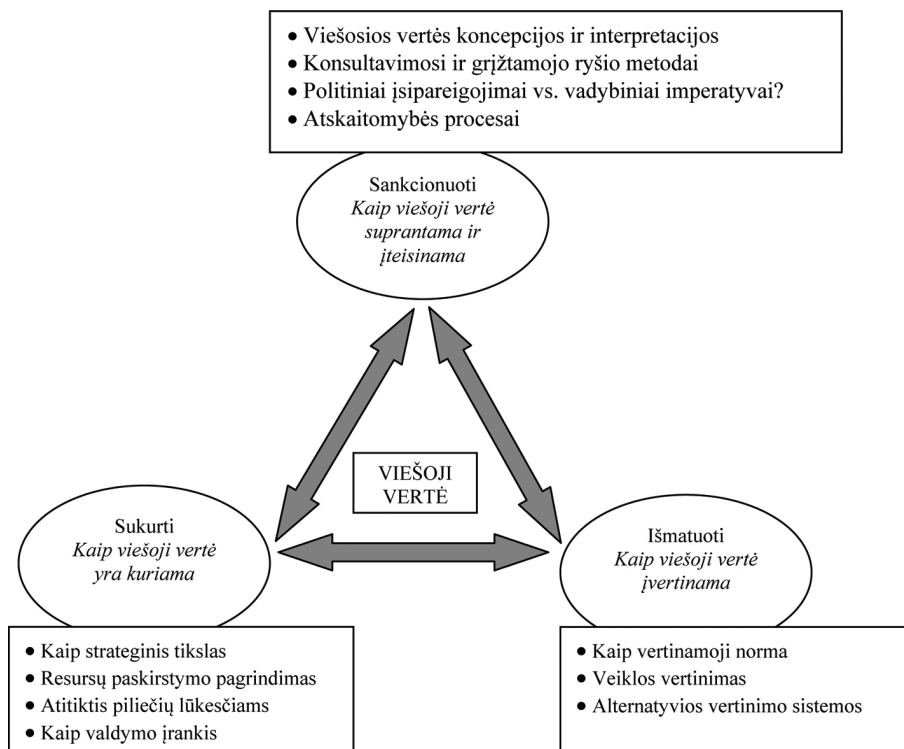 • Viešosios vertės koncepcijos ir interpretacijos
• Konsultavimosi ir grįžtamojo ryšio metodai
• Politiniai įsipareigojimai vs. vadybiniai imperatyvai?
• Atskaitomybės procesai
Sankcionuoti
Kaip viešoji vertė
suprantama ir
įteisinama
VIEŠOJI
VERTĖ
Sukurti
Kaip viešoji vertė
yra kuriama
Išmatuoti
Kaip viešoji vertė
įvertinama
• Kaip strateginis tikslas
• Resursų paskirstymo pagrindimas
• Atitiktis piliečių lūkesčiams
• Kaip valdymo įrankis
• Kaip vertinamoji norma
• Veiklos vertinimas
• Alternatyvios vertinimo sistemos